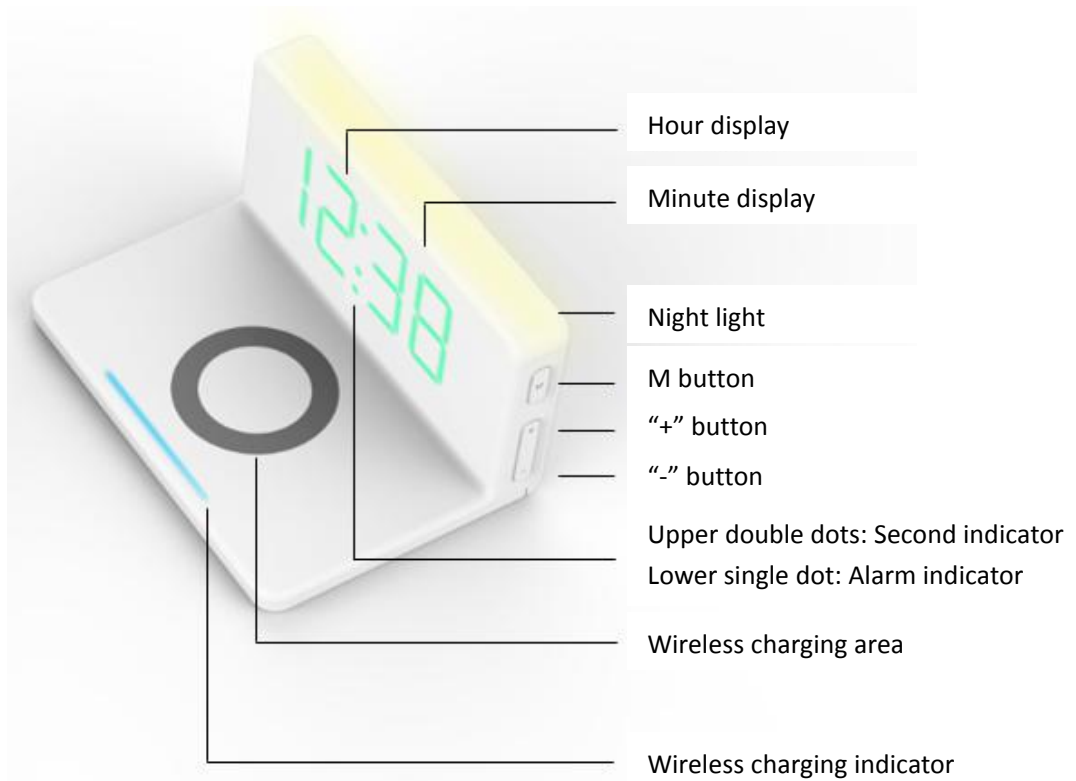 Hour display
12:38
Minute display
Night light
M button
“+” button
“-” button
Upper double dots: Second indicator
Lower single dot: Alarm indicator
Wireless charging area
Wireless charging indicator